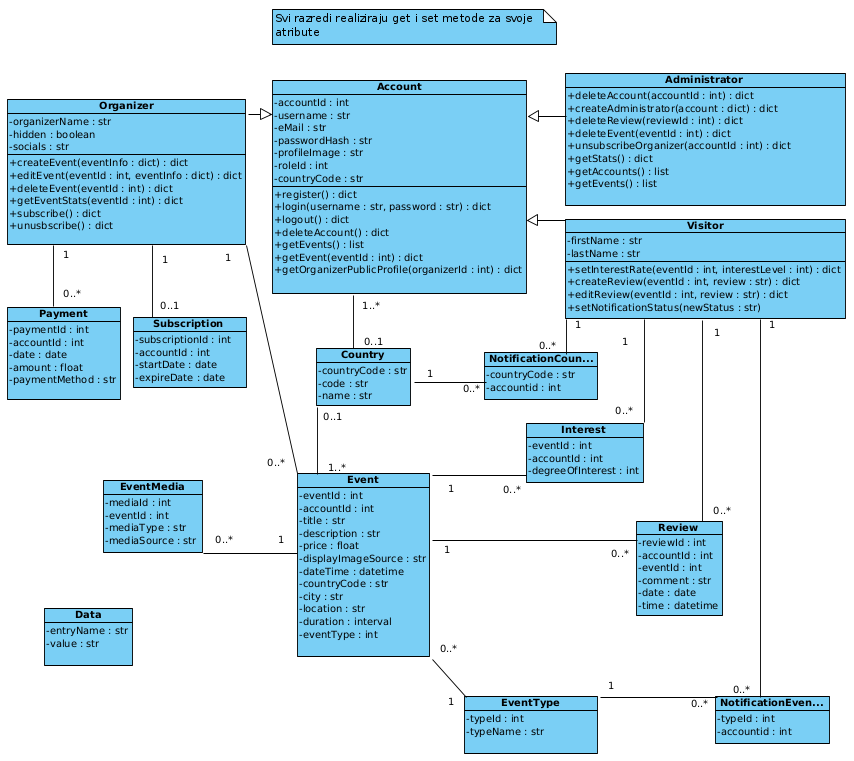 Svi razredi realiziraju get i set metode za svoje
atribute
Organizer
-organizerName : str
-hidden : boolean
-socials : str
+createEvent(eventInfo : dict) : dict
+editEvent(eventId : int, eventInfo : dict) : dict
+deleteEvent(eventId : int) : dict
+getEventStats(eventId : int) : dict
+subscribe() : dict
+unusbscribe() : dict
Account
-accountId : int
-username : str
-eMail : str
-passwordHash : str
-profileImage : str
-roleId : int
-countryCode : str
+register() : dict
+login(username : str, password : str) : dict
+logout() : dict
+deleteAccount() : dict
+getEvents() : list
+getEvent(eventId : int) : dict
+getOrganizerPublicProfile(organizerId : int) : dict
Administrator
+deleteAccount(accountId : int) : dict
+createAdministrator(account : dict) : dict
+deleteReview(reviewId : int) : dict
+deleteEvent(eventId : int) : dict
+unsubscribeOrganizer(accountId : int) : dict
+getStats() : dict
+getAccounts() : list
+getEvents() : list
Visitor
-firstName : str
-lastName : str
+setInterestRate(eventId : int, interestLevel : int) : dict
+createReview(eventId : int, review : str) : dict
+editReview(eventId : int, review : str) : dict
+setNotificationStatus(newStatus : str)
1
0..*
1
0..1
1
0..*
1..*
0..1
1
0..*
1
0..*
1
0..*
1
0..*
Payment
-paymentId : int
-accountId : int
-date : date
-amount : float
-paymentMethod : str
Subscription
-subscriptionId : int
-accountId : int
-startDate : date
-expireDate : date
Country
-countryCode : str
-code : str
-name : str
1
0..*
NotificationCoun...
-countryCode : str
-accountid : int
0..1
1..*
Interest
-eventId : int
-accountId : int
-degreeOfInterest : int
EventMedia
-mediaId : int
-eventId : int
-mediaType : str
-mediaSource : str
0..*
1
Event
-eventId : int
-accountId : int
-title : str
-description : str
-price : float
-displayImageSource : str
-dateTime : datetime
-countryCode : str
-city : str
-location : str
-duration : interval
-eventType : int
1
0..*
1
0..*
Review
-reviewId : int
-accountId : int
-eventId : int
-comment : str
-date : date
-time : datetime
Data
-entryName : str
-value : str
0..*
1
EventType
-typeId : int
-typeName : str
1
0..*
NotificationEven...
-typeId : int
-accountid : int